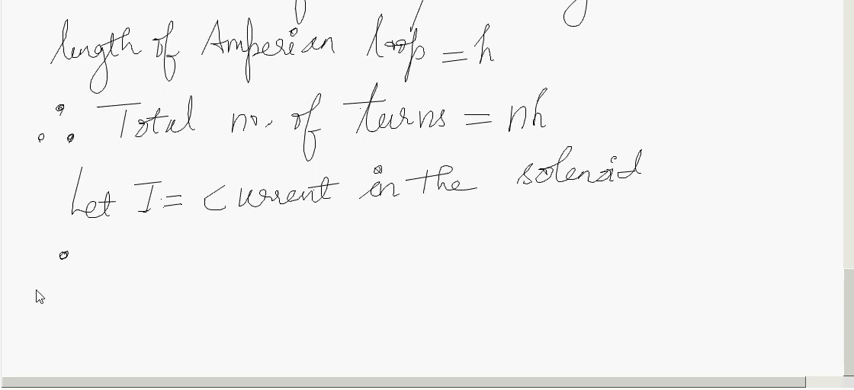 length of Amperian loop = h
∴ Total no. of turns = nh
Let I = current in the solenoid